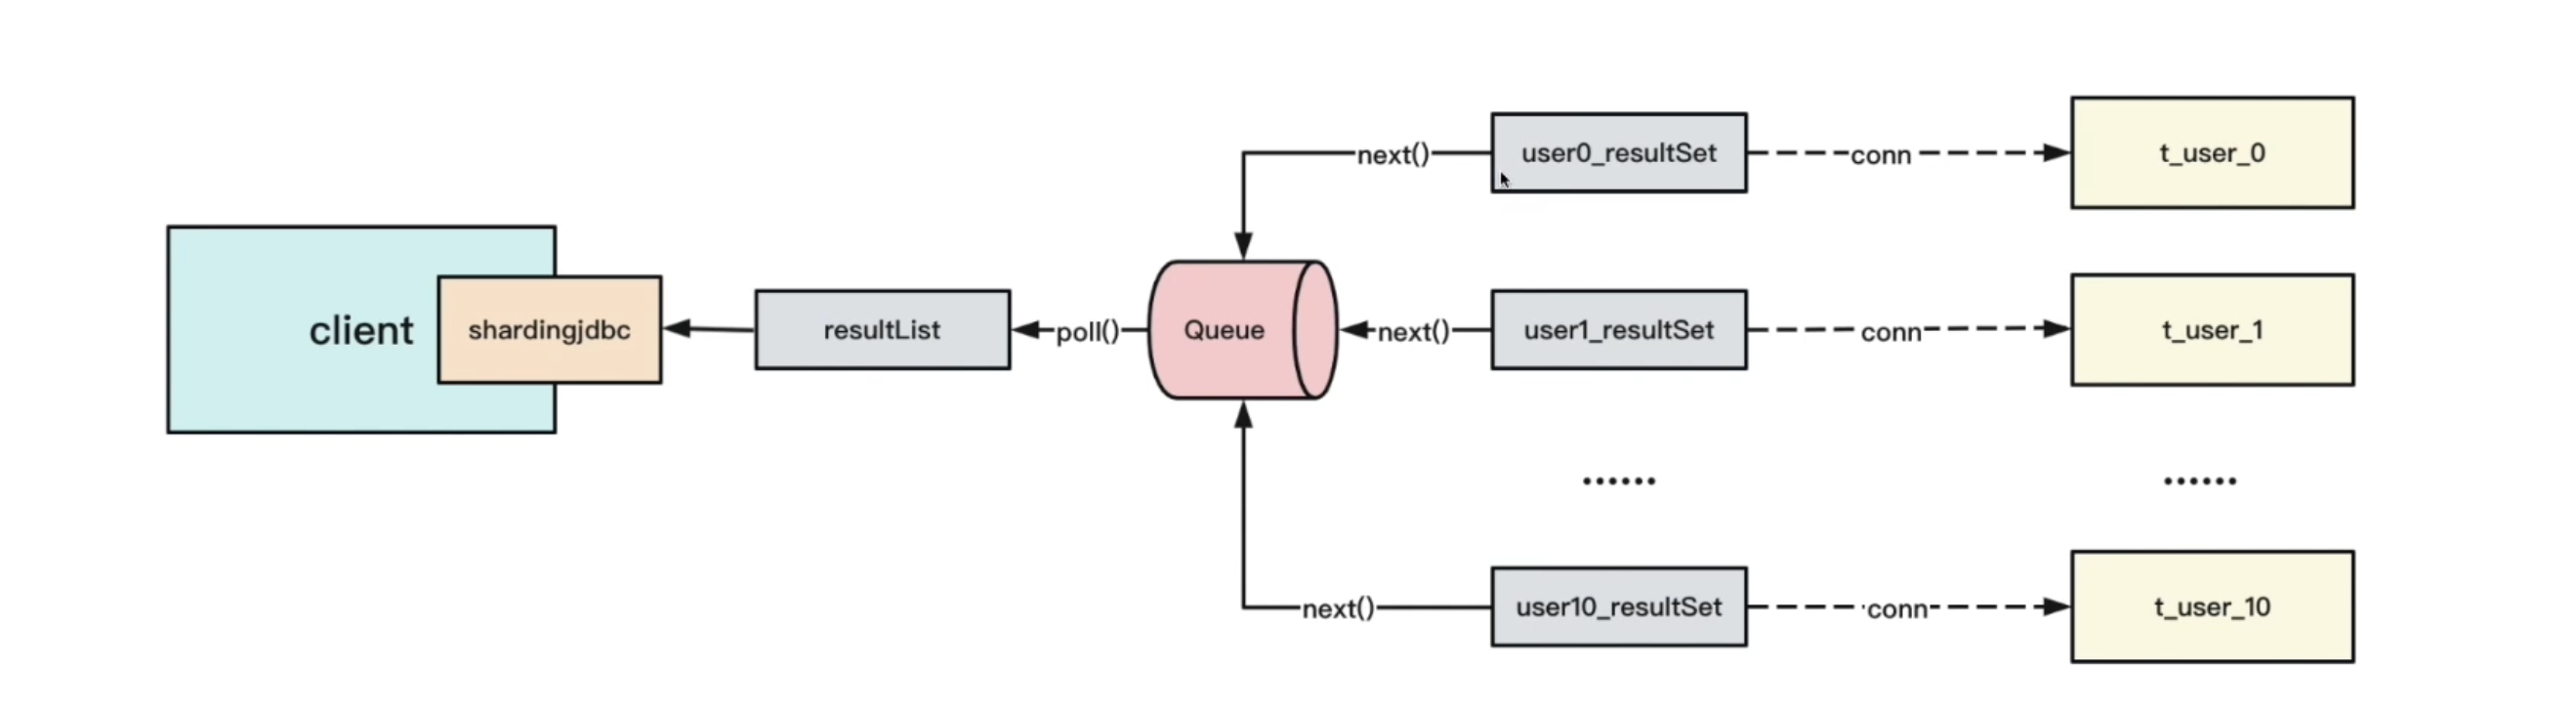 next()
user0_resultSet
conn
t_user_0
client
shardingjdbc
resultList
poll()
Queue
next()
user1_resultSet
conn
t_user_1
......
......
next()
user10_resultSet
conn
t_user_10